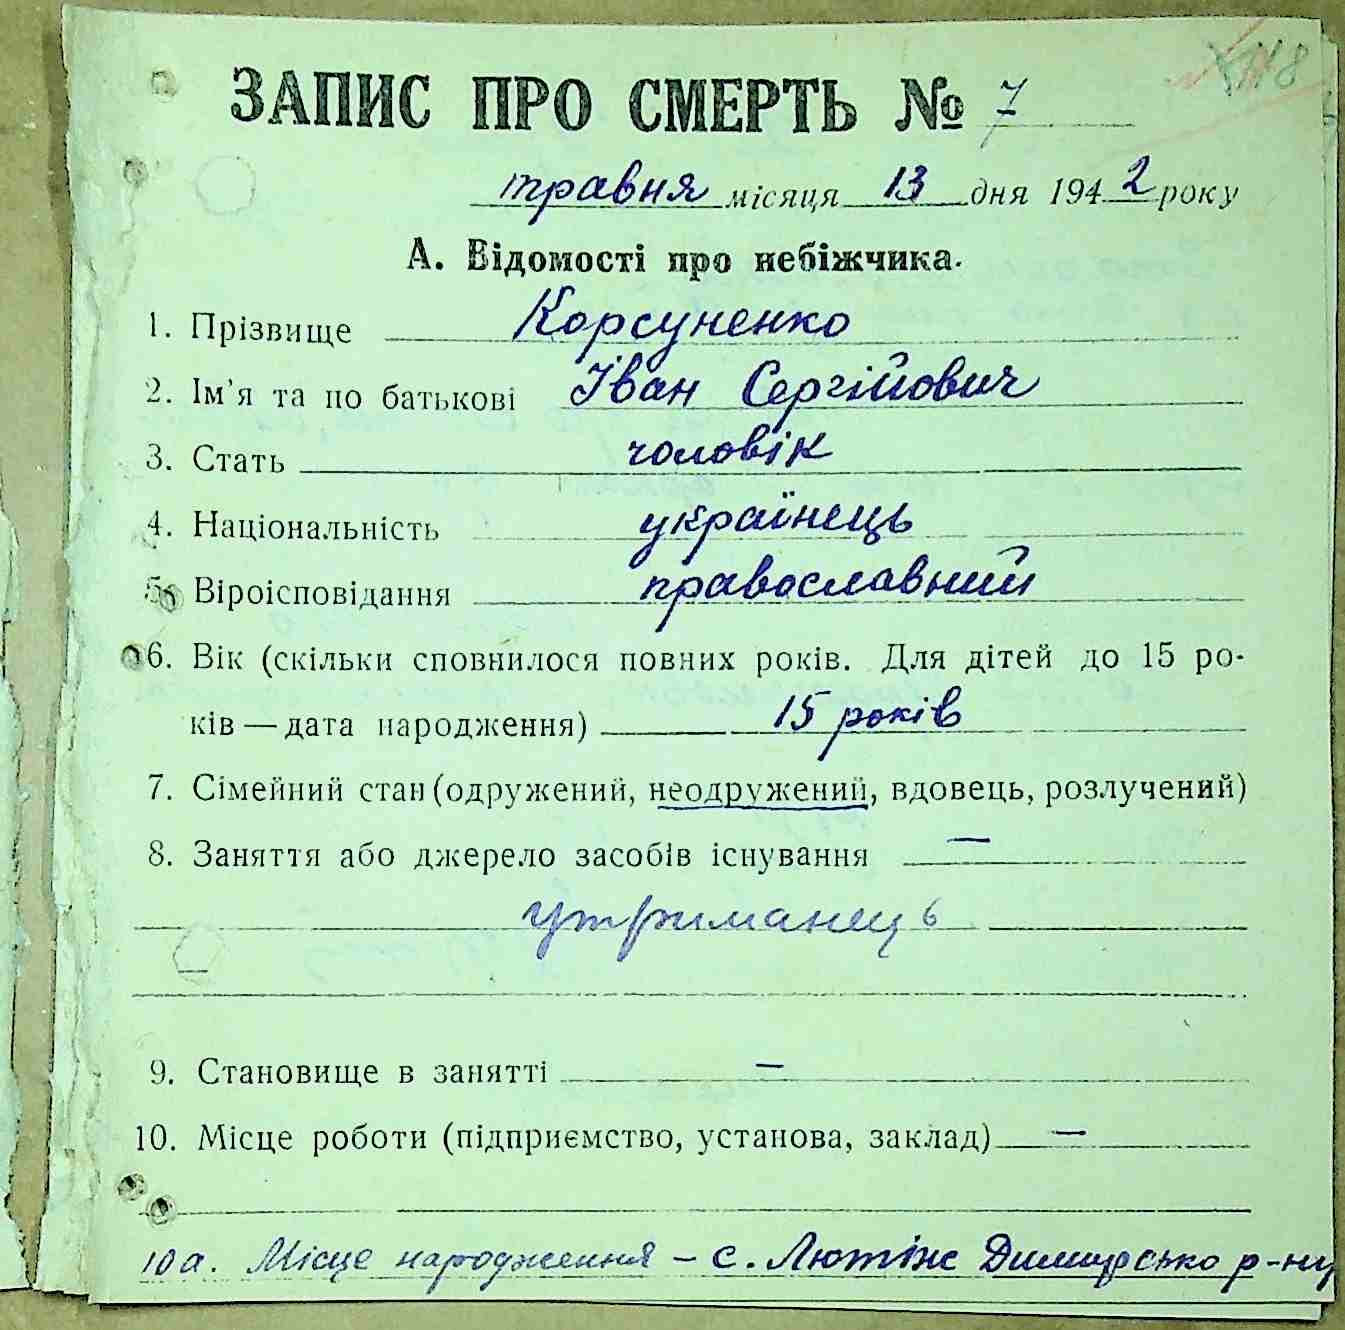 ЗАПИС ПРО СМЕРТЬ № 7
травня місяця 13 дня 1942 року
А. Відомості про небіжчика.
1. Прізвище Корсуненко
2. Ім'я та по батькові Іван Сергійович
3. Стать чоловік
4. Національність українець
5. Віроісповідання православний
6. Вік (скільки сповнилося повних років. Для дітей до 15 ро-
ків — дата народження) 15 років
7. Сімейний стан (одружений, неодружений, вдовець, розлучений)
8. Заняття або джерело засобів існування —
утриманець
9. Становище в занятті —
10. Місце роботи (підприємство, установа, заклад) —
10а. Місце народження – с. Лютіж Димерсько р-ну